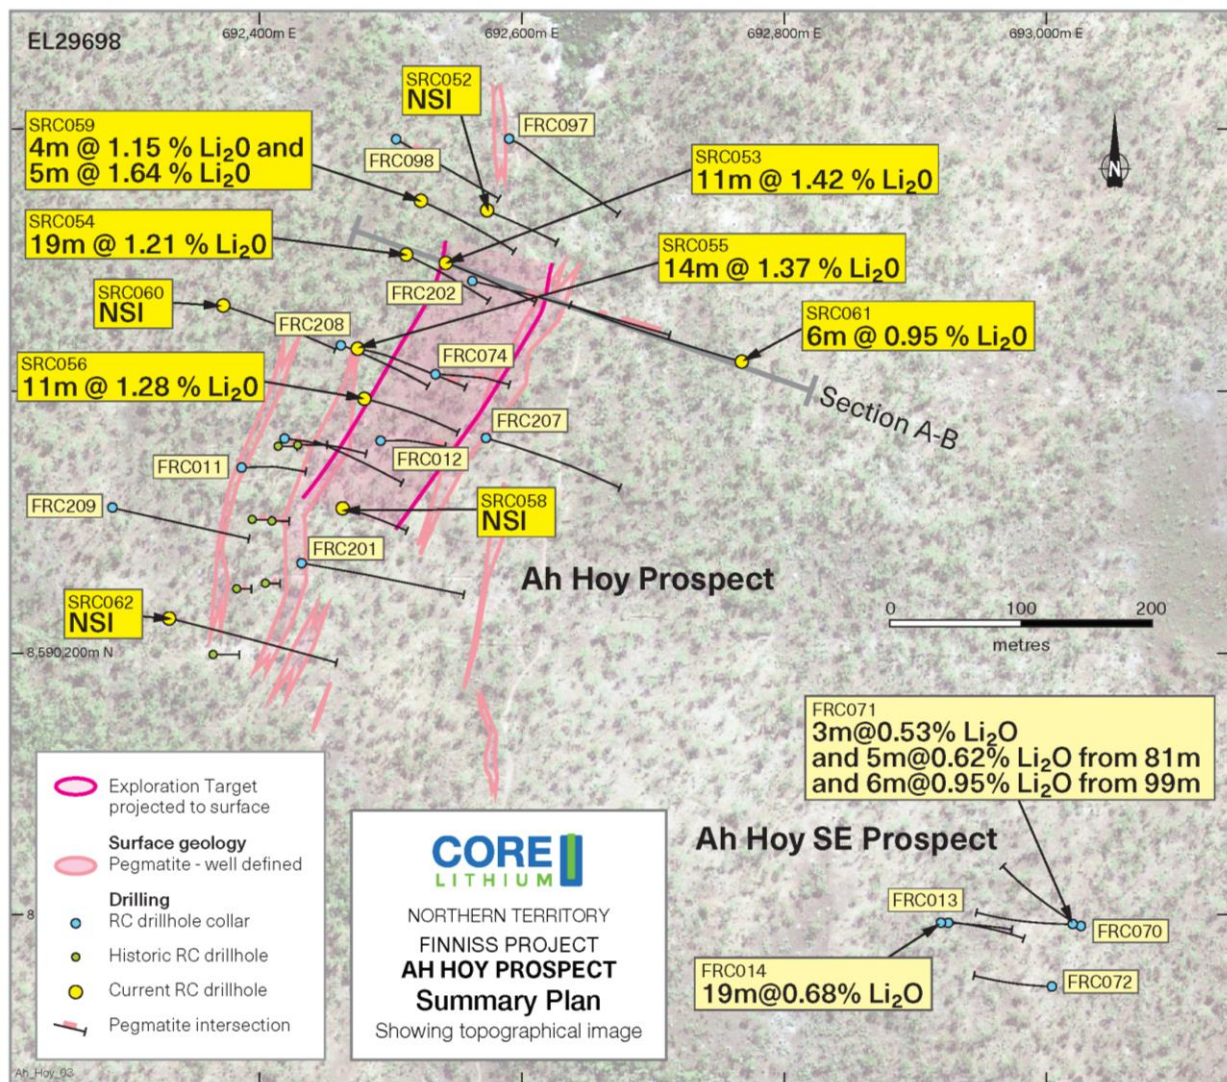 EL29698
692,400m E
692,600m E
692,800m E
693,000m E
SRC052
NSI
FRC097
FRC098
SRC059
4m @ 1.15 % Li₂O and
5m @ 1.64 % Li₂O
SRC053
11m @ 1.42 % Li₂O
N
SRC054
19m @ 1.21 % Li₂O
SRC055
14m @ 1.37 % Li₂O
SRC060
NSI
FRC202
SRC061
6m @ 0.95 % Li₂O
FRC208
FRC074
SRC056
11m @ 1.28 % Li₂O
Section A-B
FRC207
FRC012
FRC011
FRC209
SRC058
NSI
FRC201
Ah Hoy Prospect
SRC062
NSI
0 100 200
metres
8,590,200m N
FRC071
3m@0.53% Li₂O
and 5m@0.62% Li₂O from 81m
and 6m@0.95% Li₂O from 99m
Ah Hoy SE Prospect
FRC013
FRC070
FRC014
19m@0.68% Li₂O
FRC072
Exploration Target
projected to surface
Surface geology
Pegmatite - well defined
Drilling
RC drillhole collar
Historic RC drillhole
Current RC drillhole
Pegmatite intersection
CORE
LITHIUM
NORTHERN TERRITORY
FINNISS PROJECT
AH HOY PROSPECT
Summary Plan
Showing topographical image
8
Ah_Hoy_03